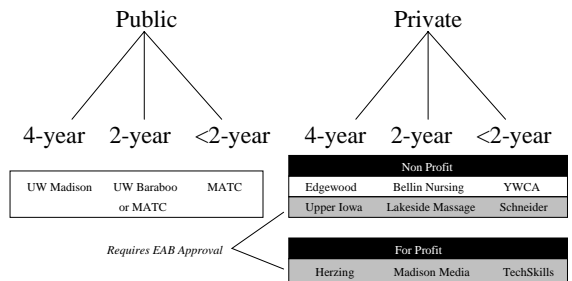 Public Private
4-year 2-year <2-year 4-year 2-year <2-year
Non Profit
UW Madison UW Baraboo MATC Edgewood Bellin Nursing YWCA
or MATC Upper Iowa Lakeside Massage Schneider
Requires EAB Approval
For Profit
Herzing Madison Media TechSkills